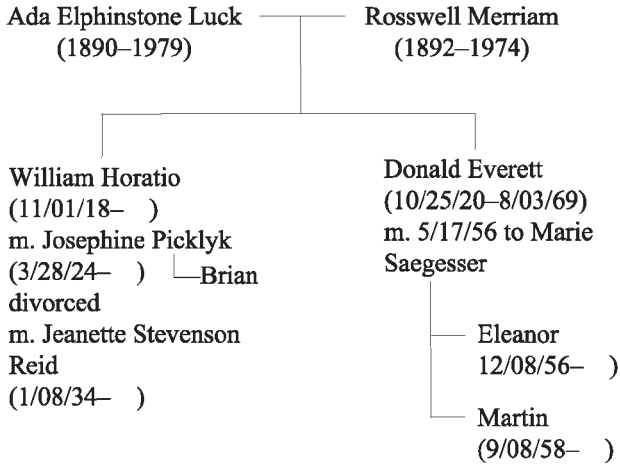 Ada Elphinstone Luck
(1890–1979)
Rosswell Merriam
(1892–1974)
William Horatio
(11/01/18– )
m. Josephine Picklyk
(3/28/24– )
Brian
divorced
m. Jeanette Stevenson
Reid
(1/08/34– )
Donald Everett
(10/25/20–8/03/69)
m. 5/17/56 to Marie
Saegesser
Eleanor
12/08/56– )
Martin
(9/08/58– )